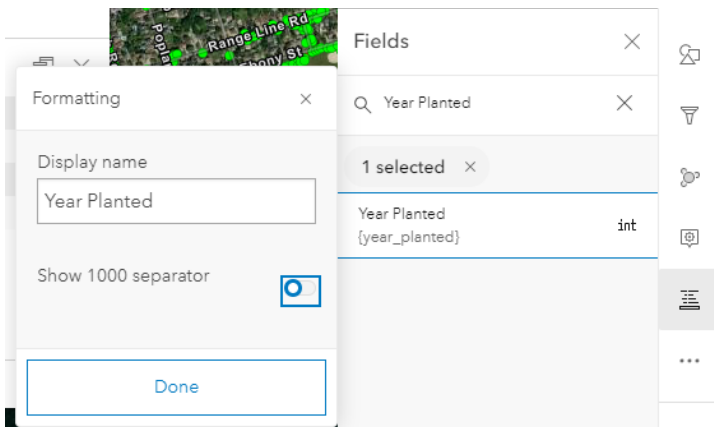 Range Line Rd
Poplar
Ebony St
Fields
Formatting
Year Planted
Display name
1 selected
Year Planted
Year Planted
{year_planted}
int
Show 1000 separator
Done